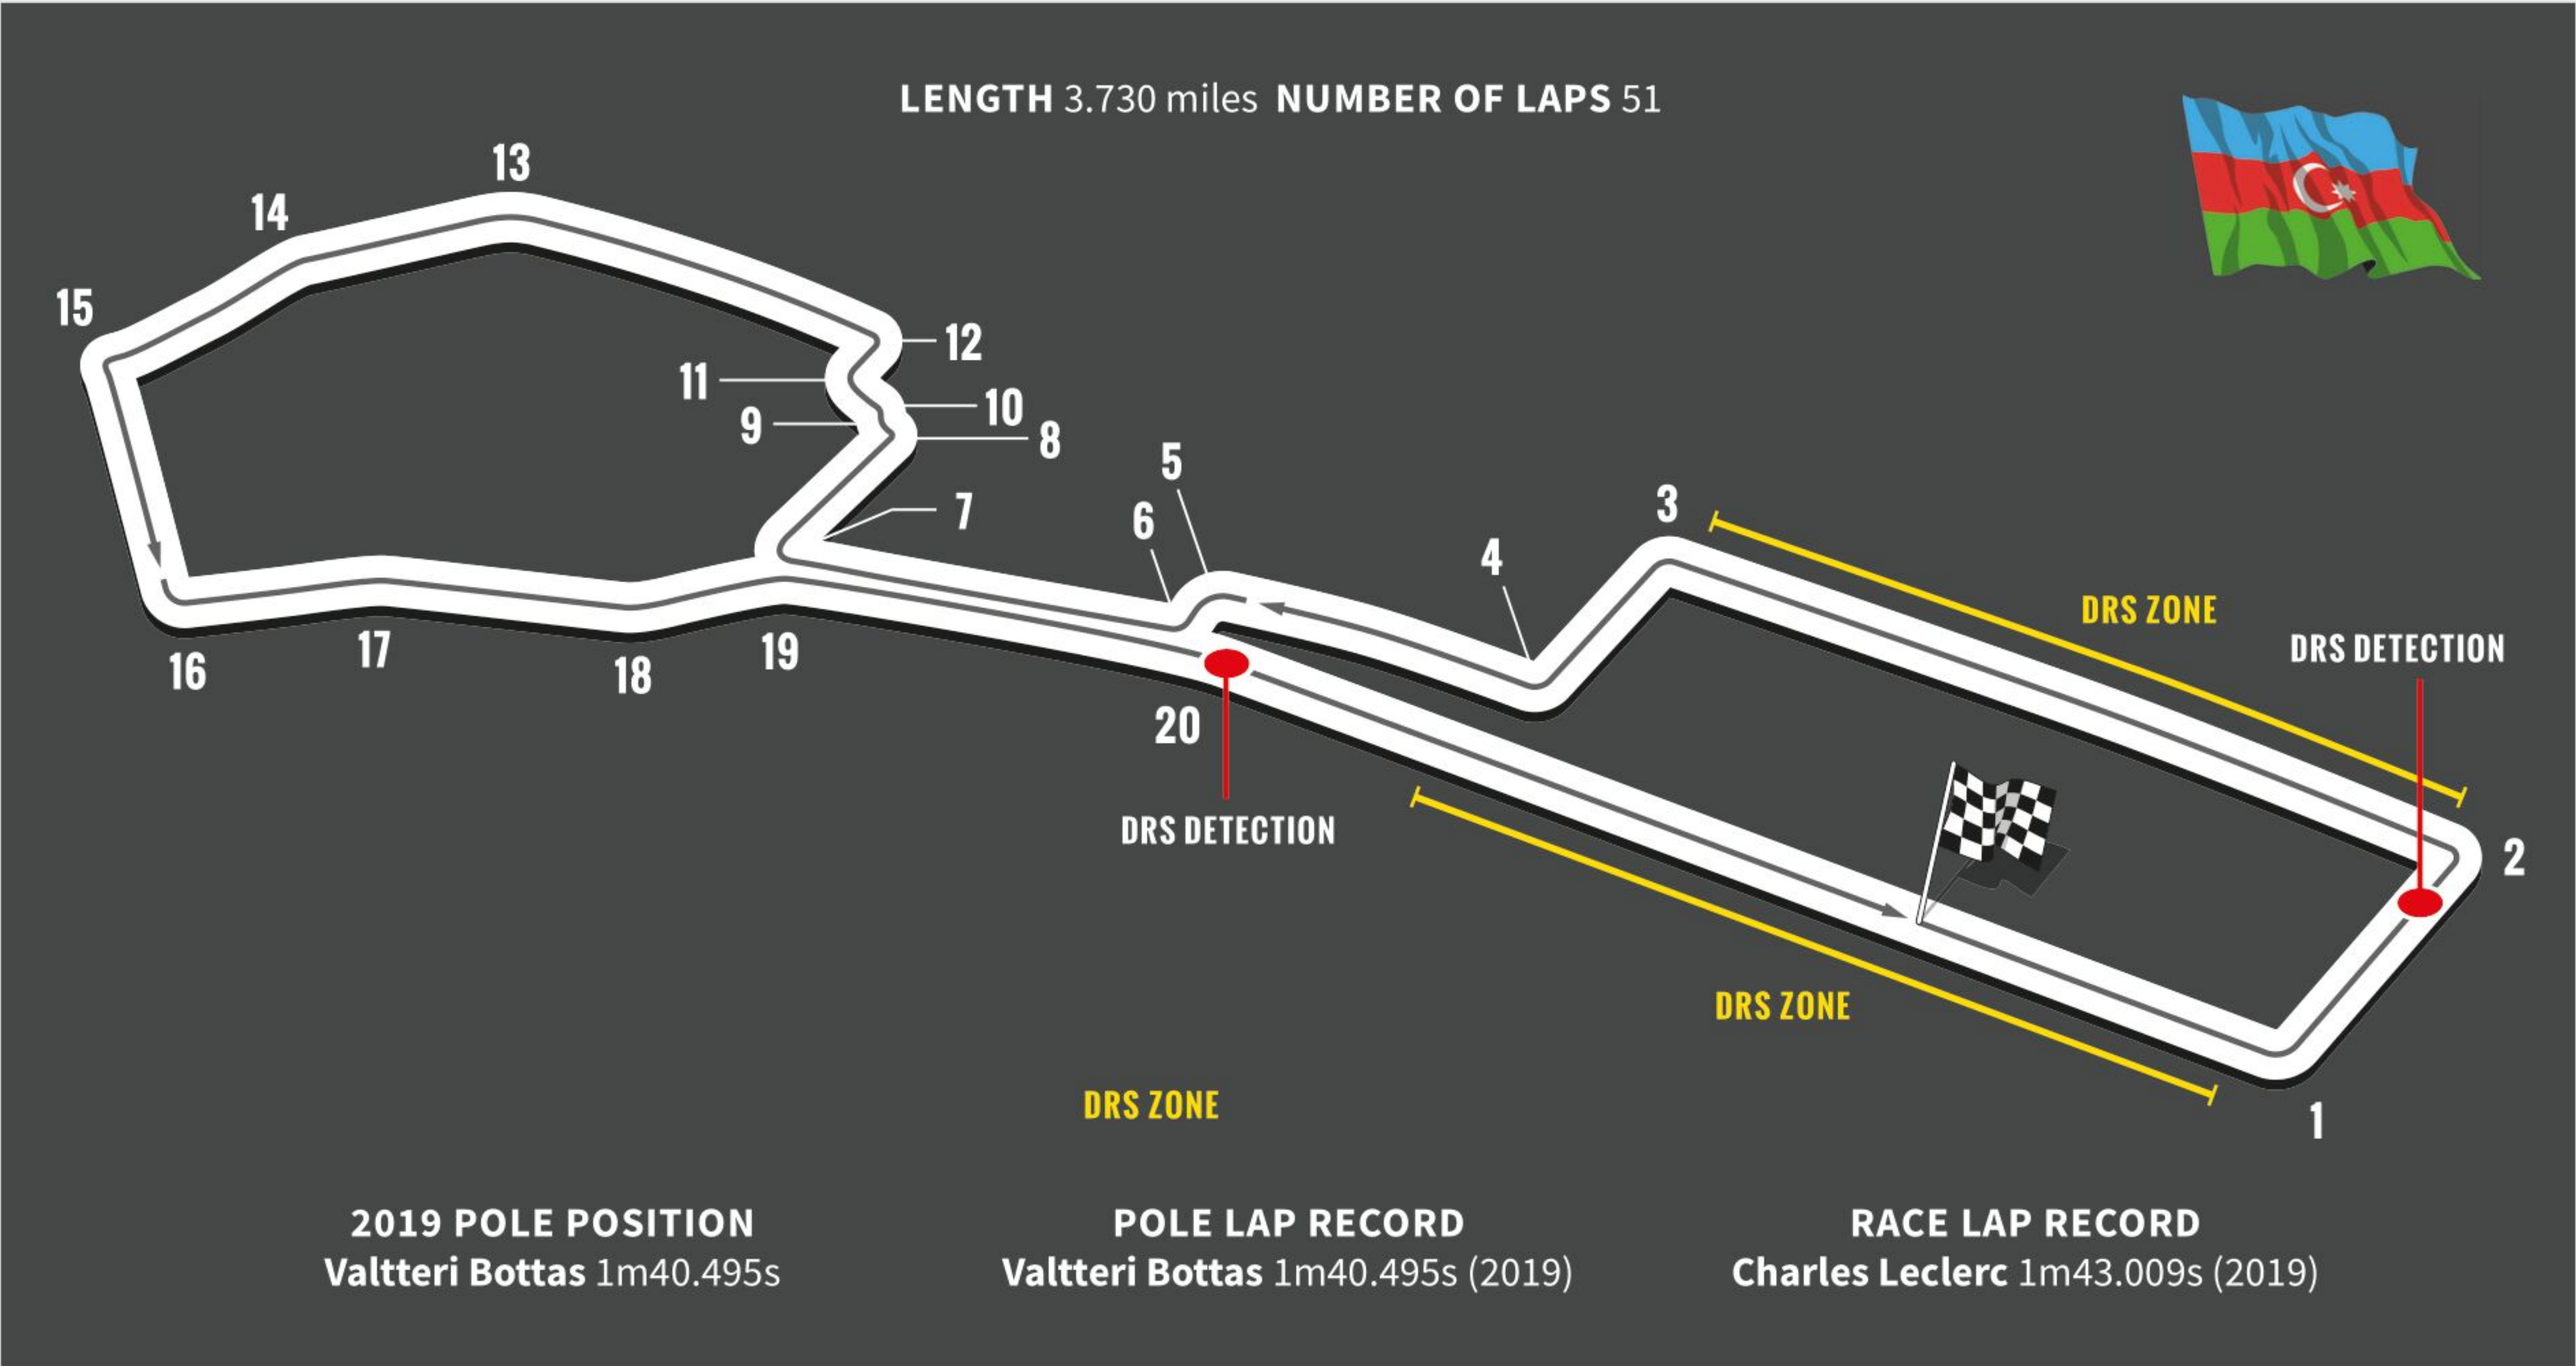 LENGTH 3.730 miles NUMBER OF LAPS 51
13
14
15
12
11
10
9
8
7
5
6
4
3
DRS ZONE
DRS DETECTION
16
17
18
19
20
DRS DETECTION
2
DRS ZONE
1
DRS ZONE
2019 POLE POSITION
Valtteri Bottas 1m40.495s
POLE LAP RECORD
Valtteri Bottas 1m40.495s (2019)
RACE LAP RECORD
Charles Leclerc 1m43.009s (2019)